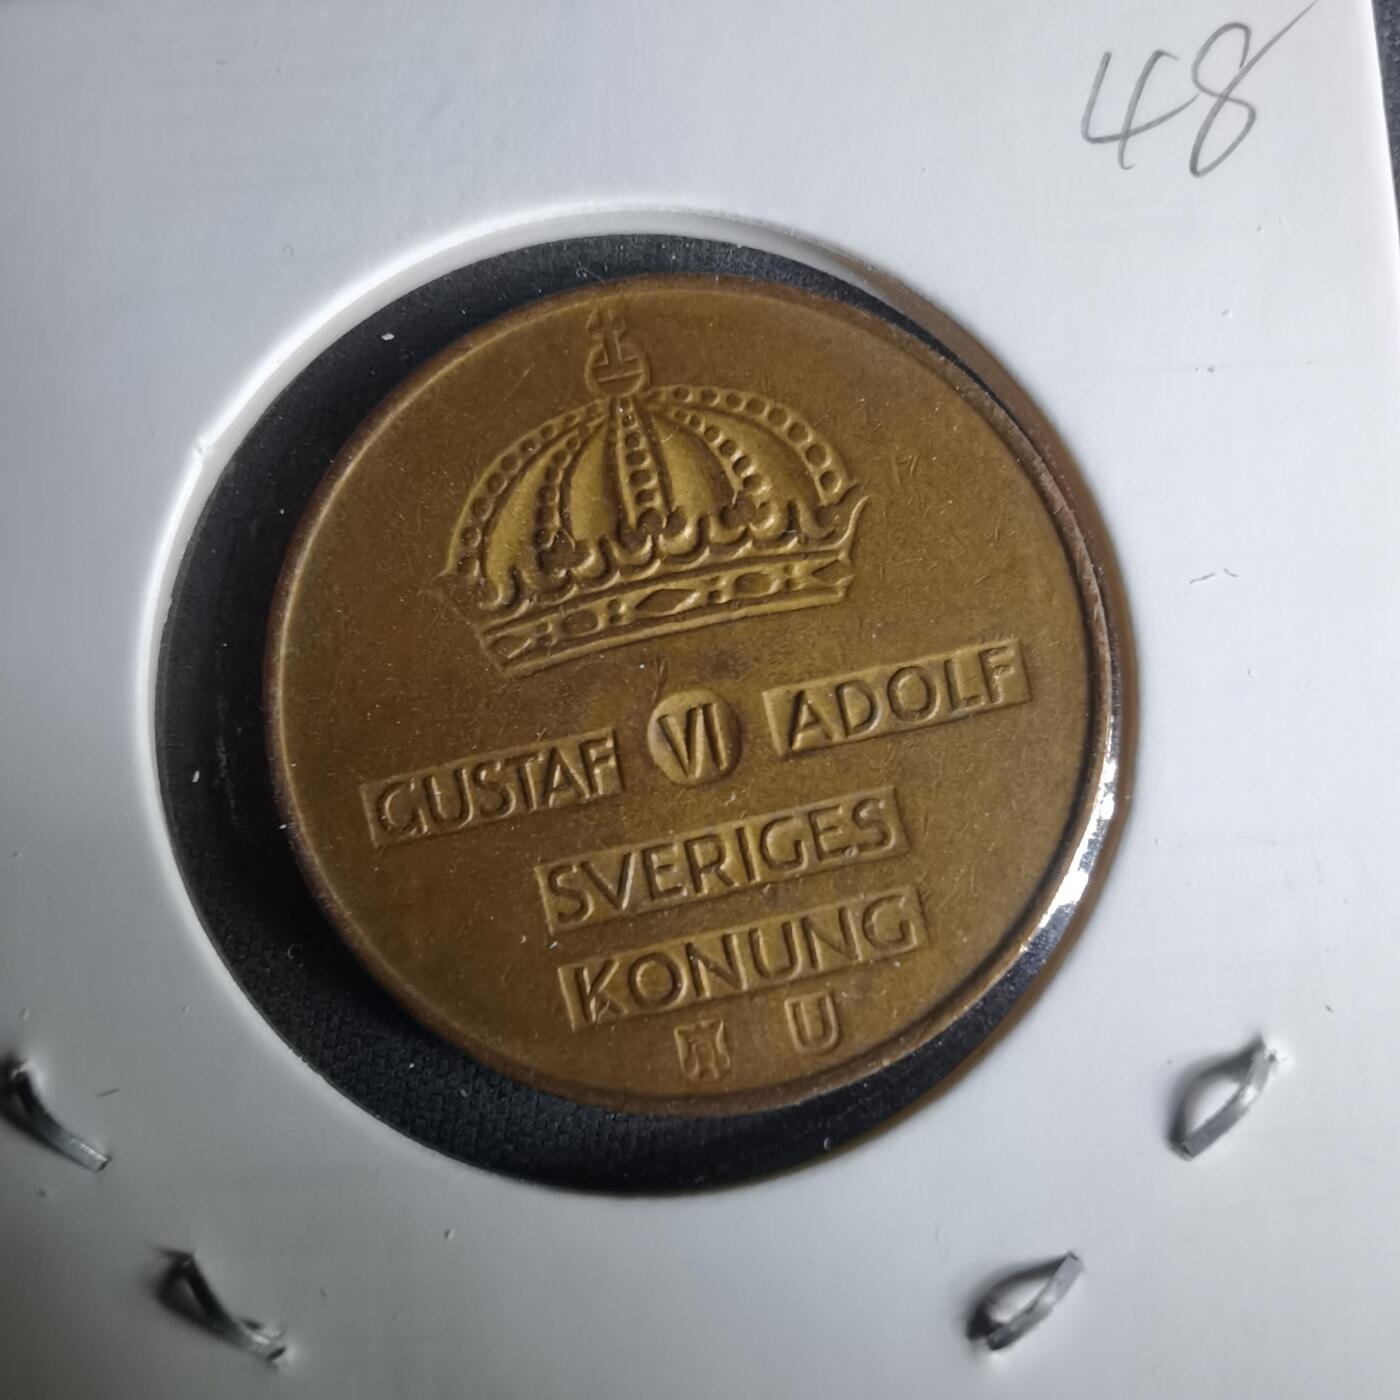 48
GUSTAF VI ADOLF
SVERIGES
KONUNG
U